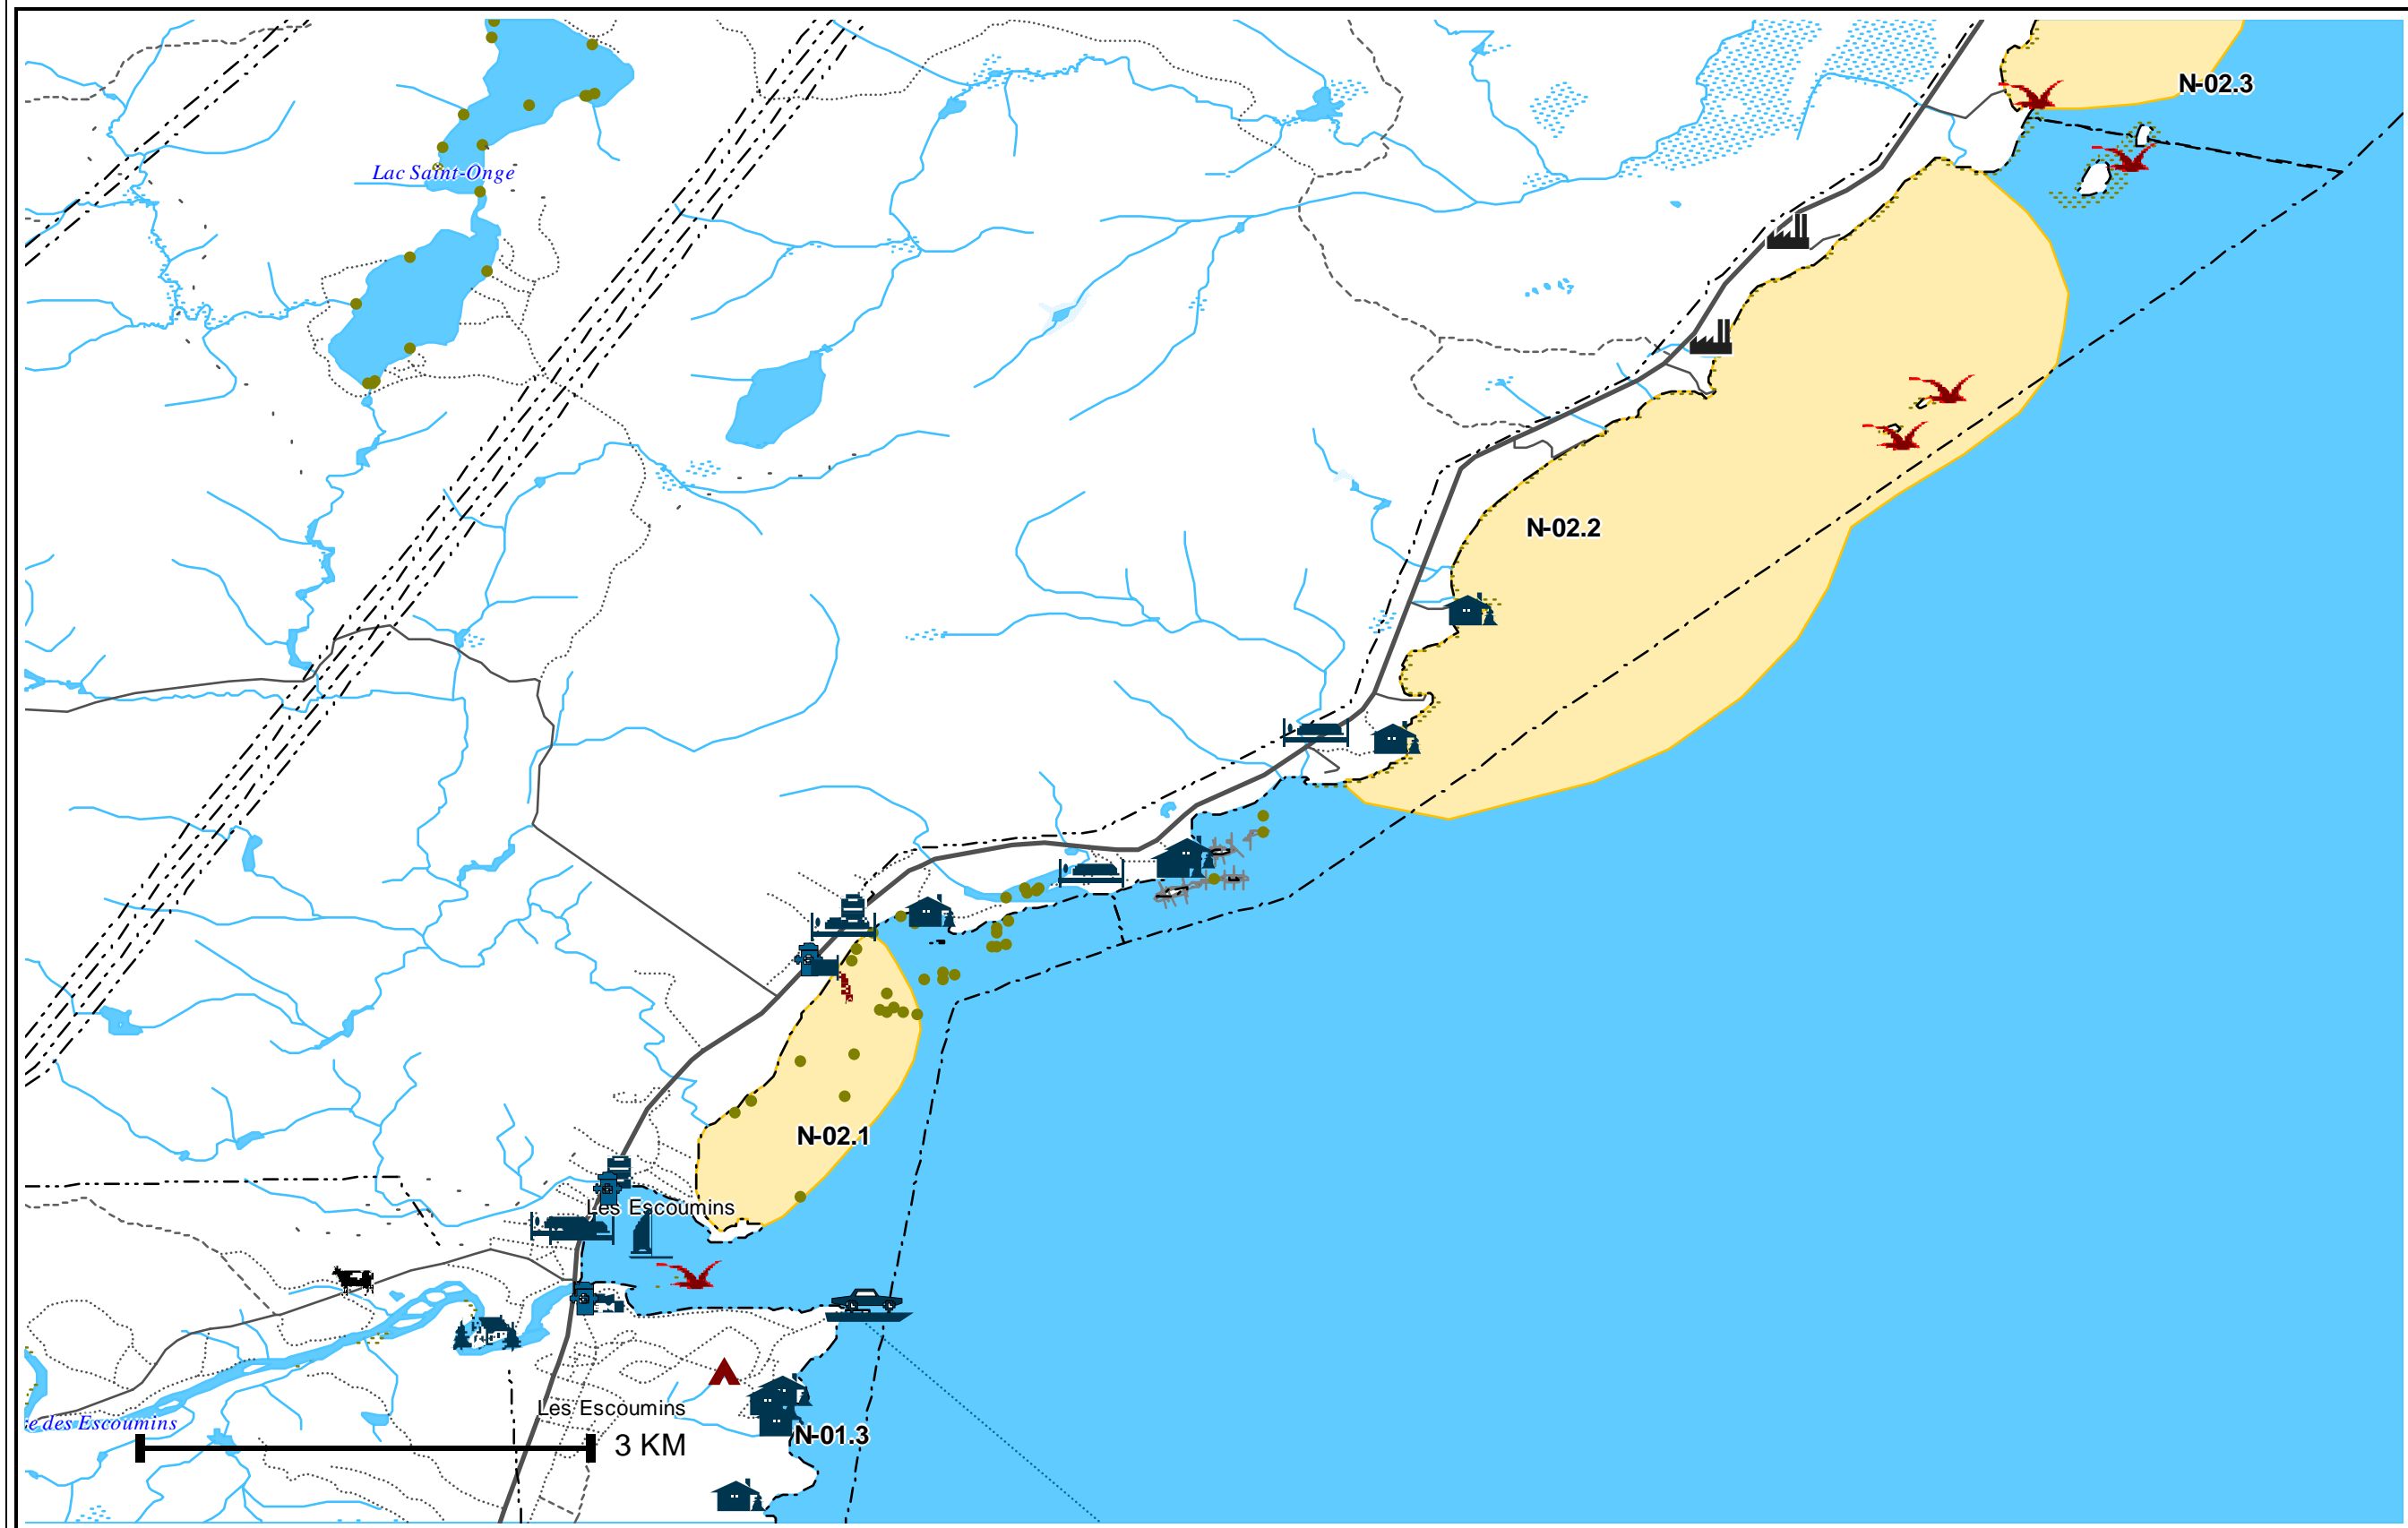 N-02.3
Lac Saint-Onge
N-02.2
N-02.1
Les Escoumins
Les Escoumins
e des Escoumins
N-01.3
3 KM